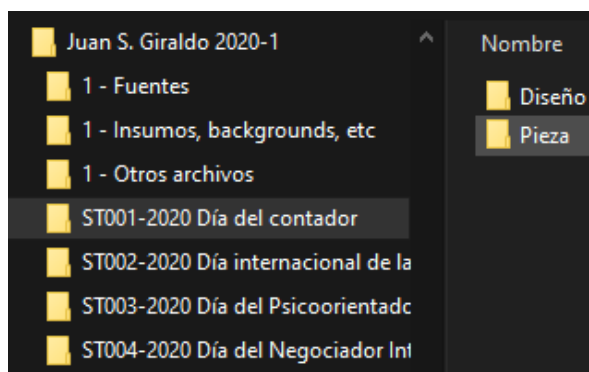 Juan S. Giraldo 2020-1
1 - Fuentes
1 - Insumos, backgrounds, etc
1 - Otros archivos
ST001-2020 Día del contador
ST002-2020 Día internacional de la
ST003-2020 Día del Psicoorientadc
ST004-2020 Día del Negociador Int
Nombre
Diseño
Pieza